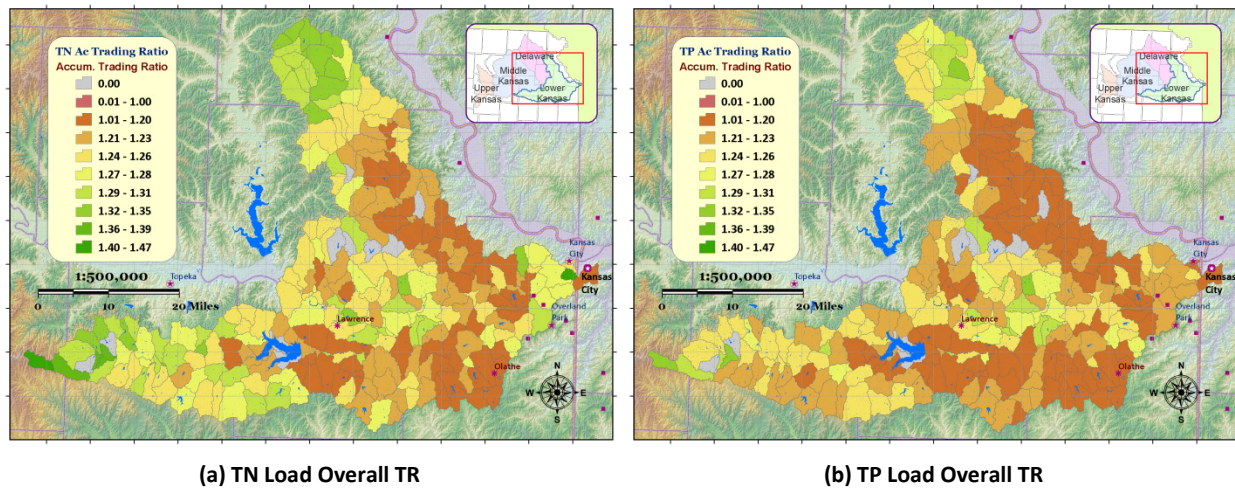 TN Ac Trading Ratio
Accum. Trading Ratio
0.00
0.01 - 1.00
1.01 - 1.20
1.21 - 1.23
1.24 - 1.26
1.27 - 1.28
1.29 - 1.31
1.32 - 1.35
1.36 - 1.39
1.40 - 1.47
1:500,000
0 10 20 Miles
Delaware
Middle
Kansas
Upper
Kansas
Lower
Kansas
Topeka
Lawrence
Kansas
City
Kansas
City
Overland
Park
Olathe
N
W E
S
TP Ac Trading Ratio
Accum. Trading Ratio
0.00
0.01 - 1.00
1.01 - 1.20
1.21 - 1.23
1.24 - 1.26
1.27 - 1.28
1.29 - 1.31
1.32 - 1.35
1.36 - 1.39
1.40 - 1.47
1:500,000
0 10 20 Miles
Delaware
Middle
Kansas
Upper
Kansas
Lower
Kansas
Topeka
Lawrence
Kansas
City
Kansas
City
Overland
Park
Olathe
N
W E
S
(a) TN Load Overall TR
(b) TP Load Overall TR